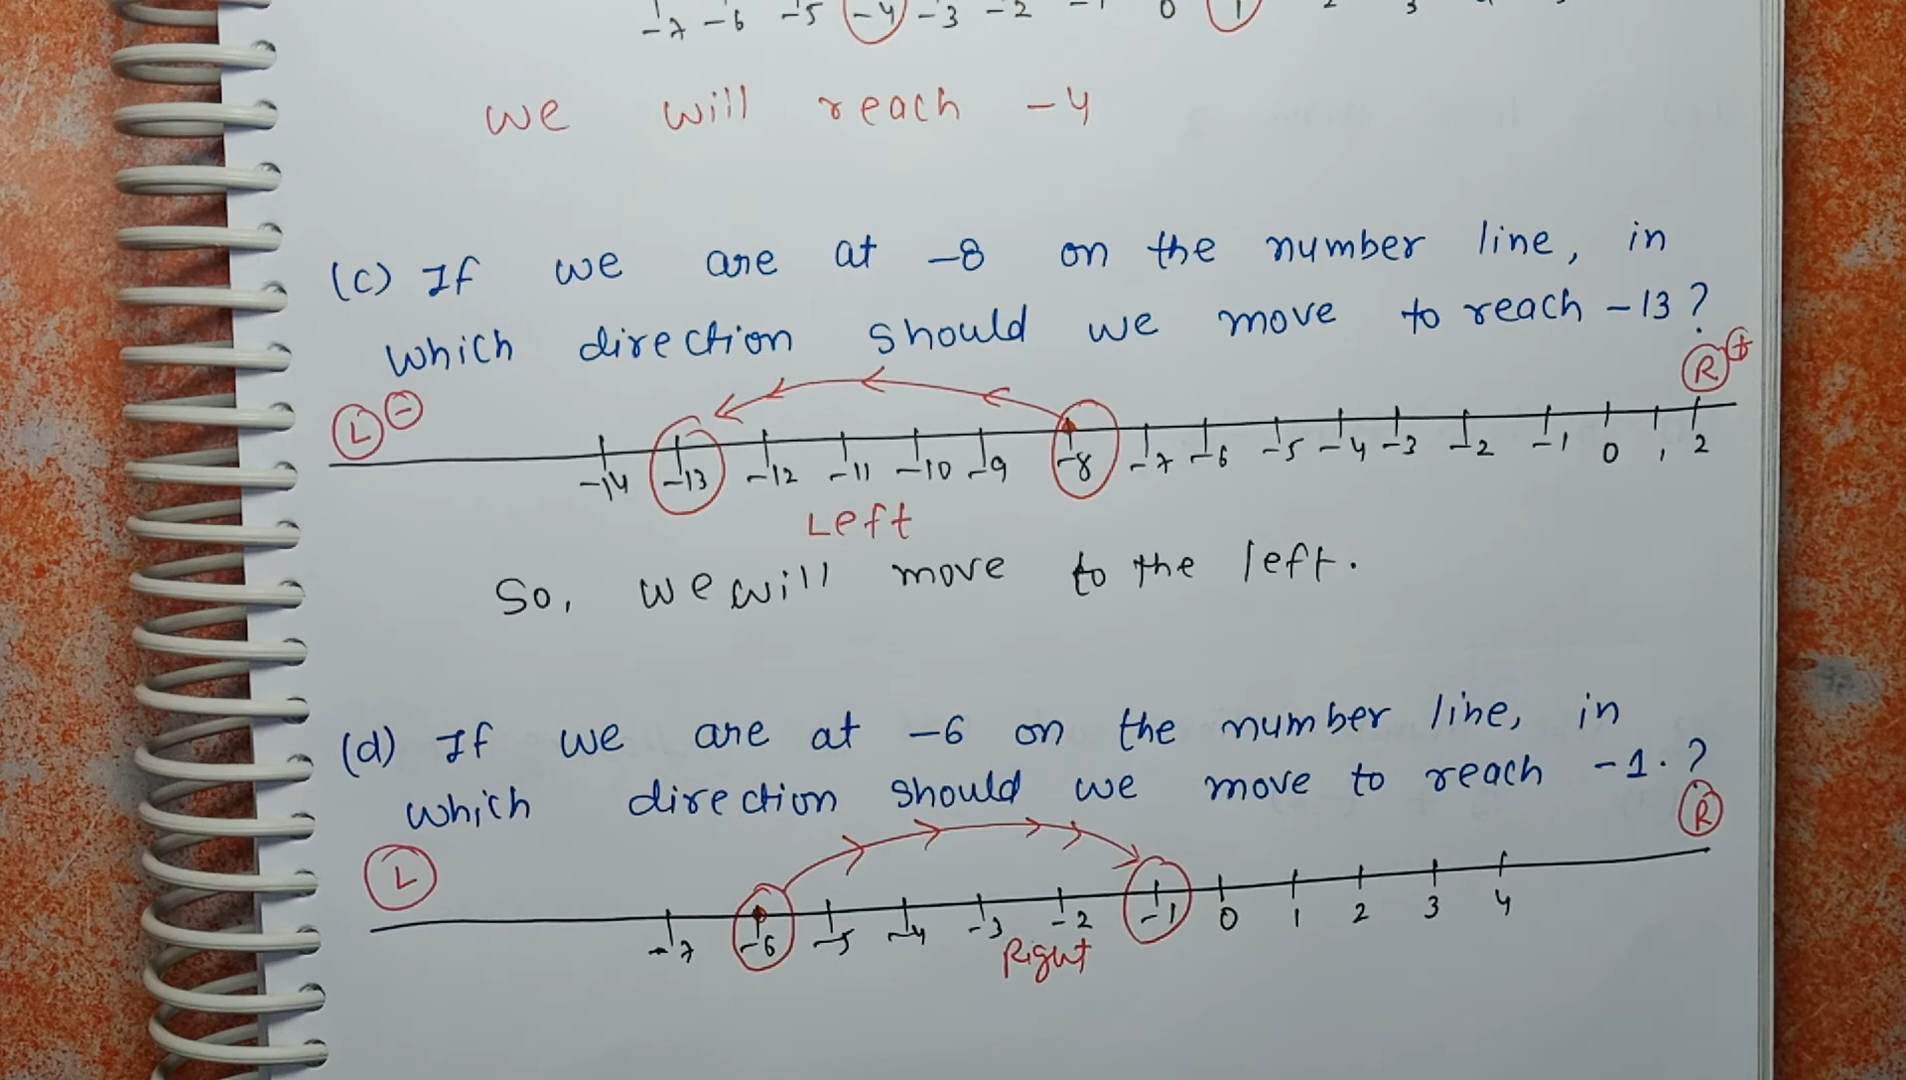 -7 -6 -5 -4 -3 -2 -1 0 1 2 3
we will reach -4
(c) If we are at -8 on the number line, in
which direction should we move to reach -13?
L - R +
-14 -13 -12 -11 -10 -9 -8 -7 -6 -5 -4 -3 -2 -1 0 1 2
Left
So, we will move to the left.
(d) If we are at -6 on the number line, in
which direction should we move to reach -1.?
L R
-7 -6 -5 -4 -3 -2 -1 0 1 2 3 4
Right